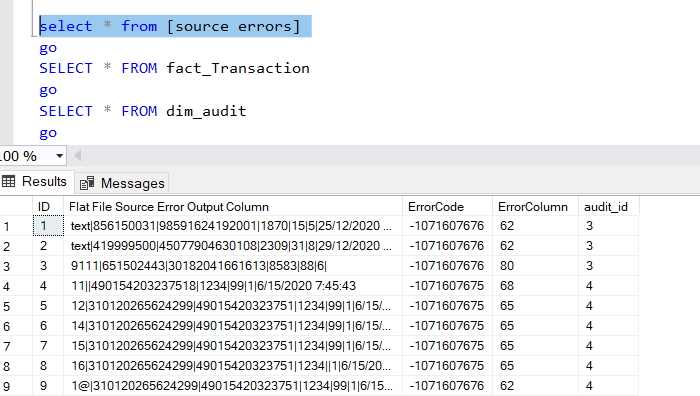 select * from [source errors]
go
SELECT * FROM fact_Transaction
go
SELECT * FROM dim_audit
go
100 %
Results Messages
ID Flat File Source Error Output Column ErrorCode ErrorColumn audit_id
1 1 text|856150031|98591624192001|1870|15|5|25/12/2020 ... -1071607676 62 3
2 2 text|419999500|45077904630108|2309|31|8|29/12/2020 ... -1071607676 62 3
3 3 9111|651502443|30182041661613|8583|88|6| -1071607676 80 3
4 4 11||490154203237518|1234|99|1|6/15/2020 7:45:43 -1071607676 68 4
5 5 12|310120265624299|49015420323751|1234|99|1|6/15/... -1071607675 65 4
6 6 14|310120265624299|49015420323751|1234|99|1|6/15/... -1071607675 65 4
7 7 15|310120265624299|49015420323751|1234|99|1|6/15/... -1071607675 65 4
8 8 16|310120265624299|49015420323751|1234||1|6/15/20... -1071607675 65 4
9 9 1@|310120265624299|49015420323751|1234|99|1|6/15... -1071607676 62 4